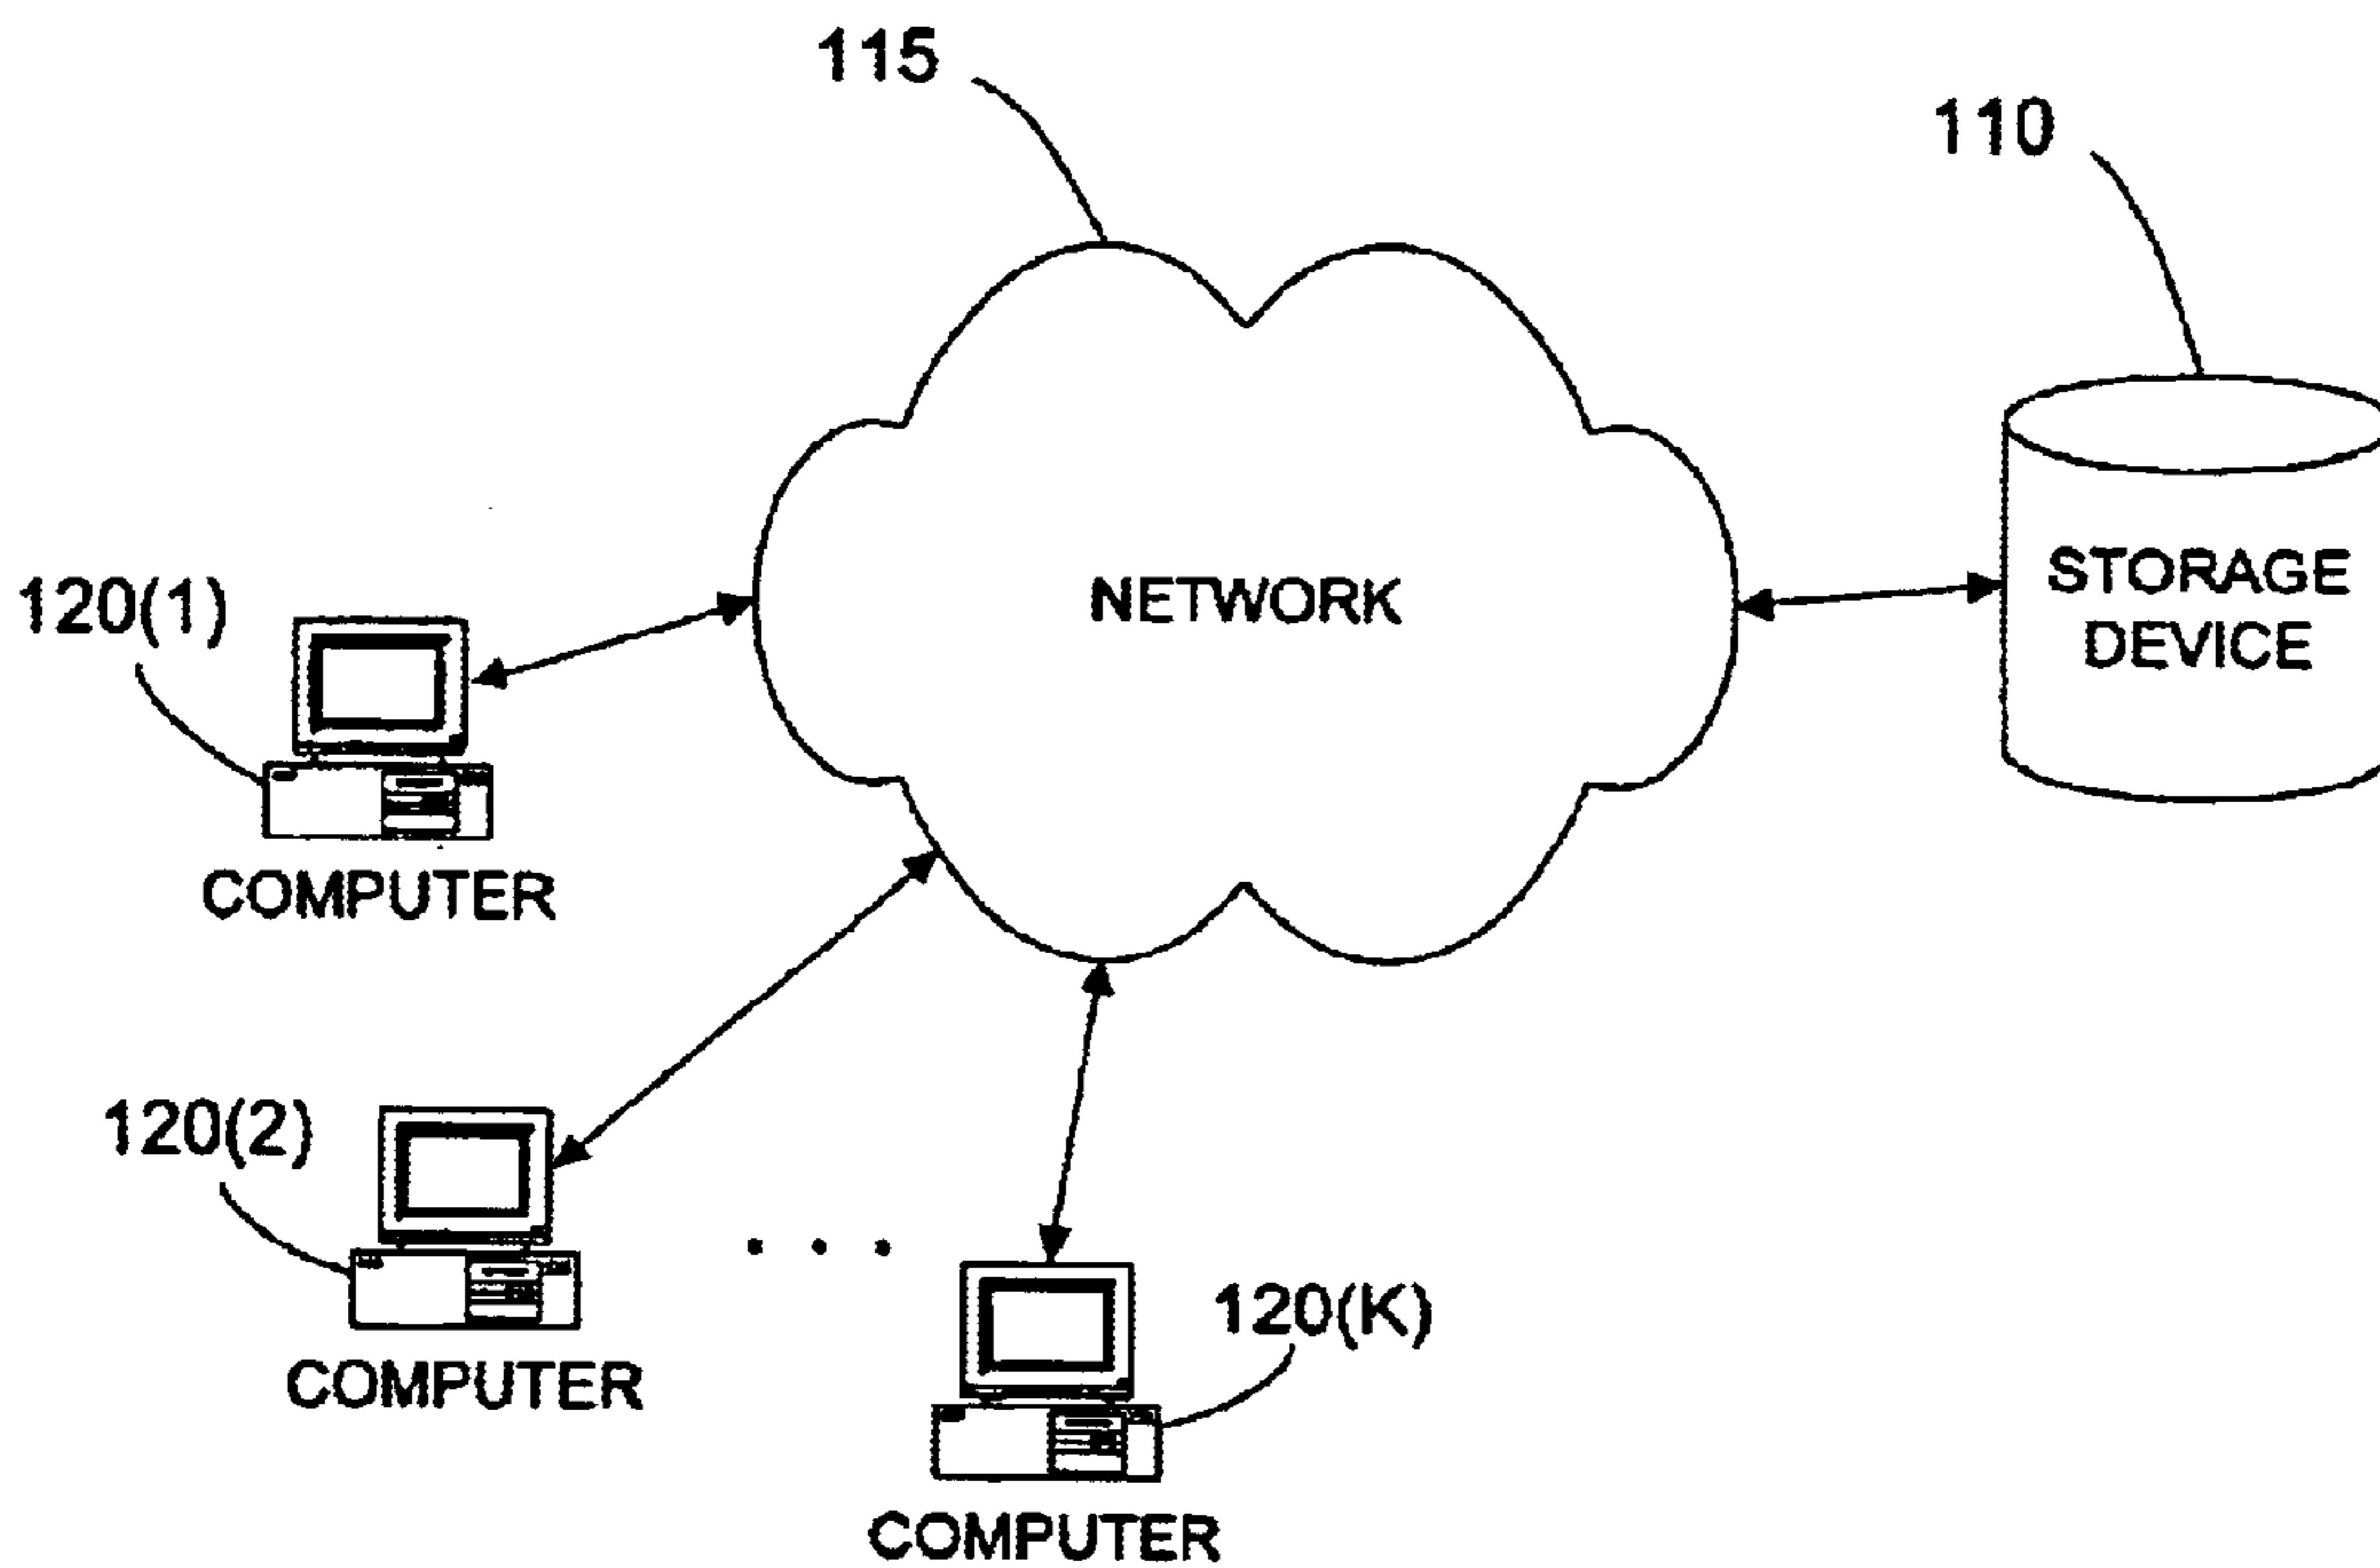 115
110
NETWORK
STORAGE
DEVICE
120(1)
COMPUTER
120(2)
COMPUTER
120(K)
COMPUTER